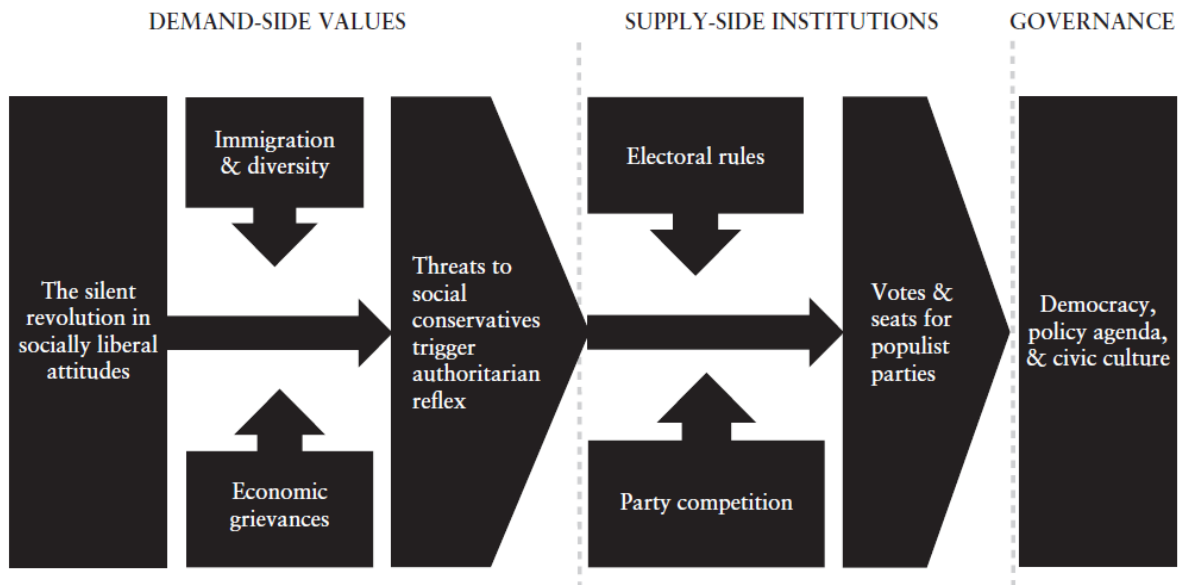 DEMAND-SIDE VALUES
SUPPLY-SIDE INSTITUTIONS
GOVERNANCE
The silent
revolution in
socially liberal
attitudes
Immigration
& diversity
Economic
grievances
Threats to
social
conservatives
trigger
authoritarian
reflex
Electoral rules
Party competition
Votes &
seats for
populist
parties
Democracy,
policy agenda,
& civic culture